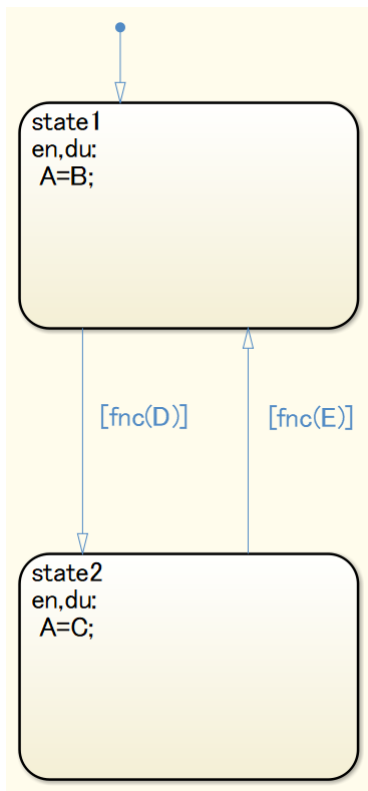 state1
en,du:
A=B;
[fnc(D)]
[fnc(E)]
state2
en,du:
A=C;